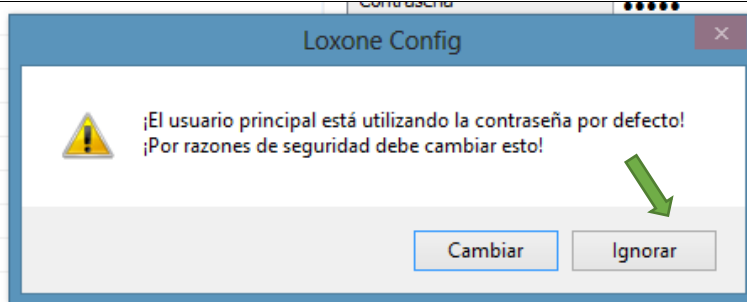 Contraseña
Loxone Config
¡El usuario principal está utilizando la contraseña por defecto!
¡Por razones de seguridad debe cambiar esto!
Cambiar
Ignorar